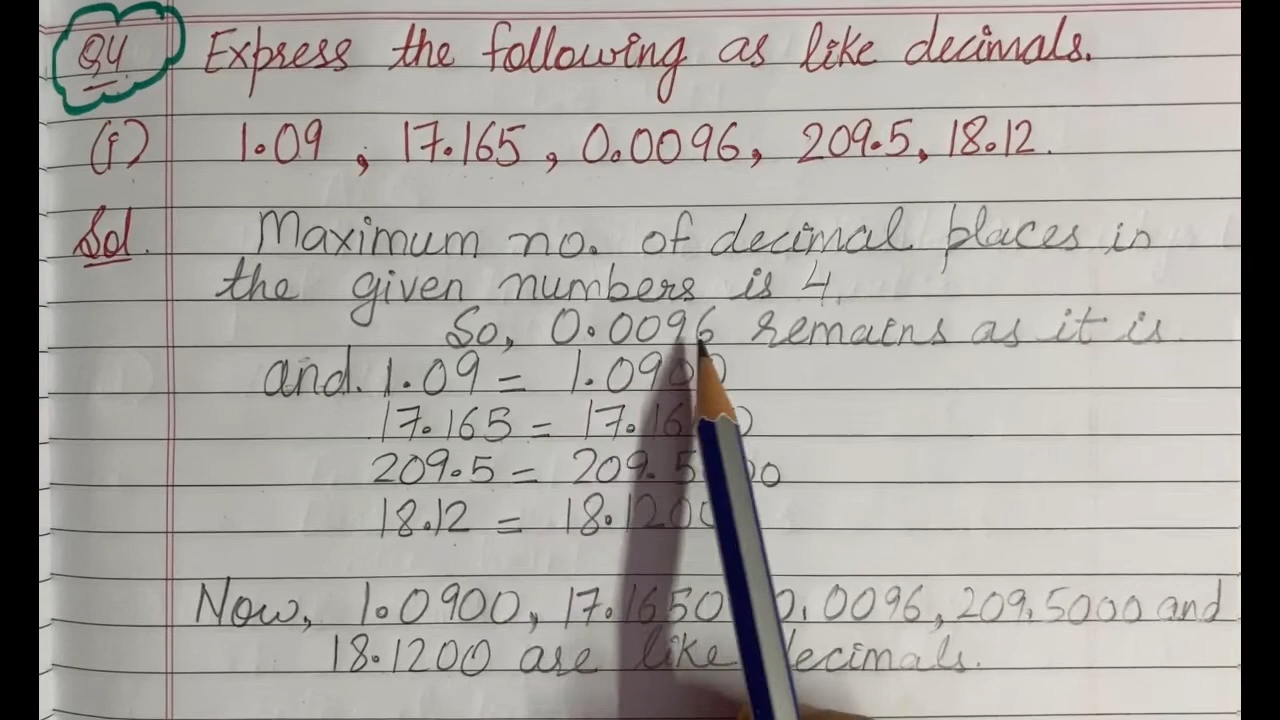 Q4 Express the following as like decimals.
(i) 1.09, 17.165, 0.0096, 209.5, 18.12.
Sol. Maximum no. of decimal places in
the given numbers is 4.
So, 0.0096 remains as it is
and. 1.09 = 1.0900
17.165 = 17.16
209.5 = 209.5
18.12 = 18.1200
Now, 1.0900, 17.1650 0.0096, 209.5000 and
18.1200 are like decimals.